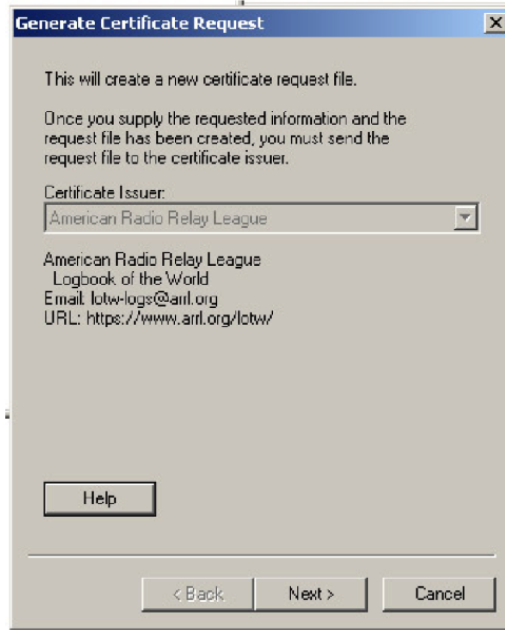 Generate Certificate Request
This will create a new certificate request file.
Once you supply the requested information and the
request file has been created, you must send the
request file to the certificate issuer.
Certificate Issuer:
American Radio Relay League
American Radio Relay League
Logbook of the World
Email: lotw-logs@arrl.org
URL: https://www.arrl.org/lotw/
Help
< Back
Next >
Cancel